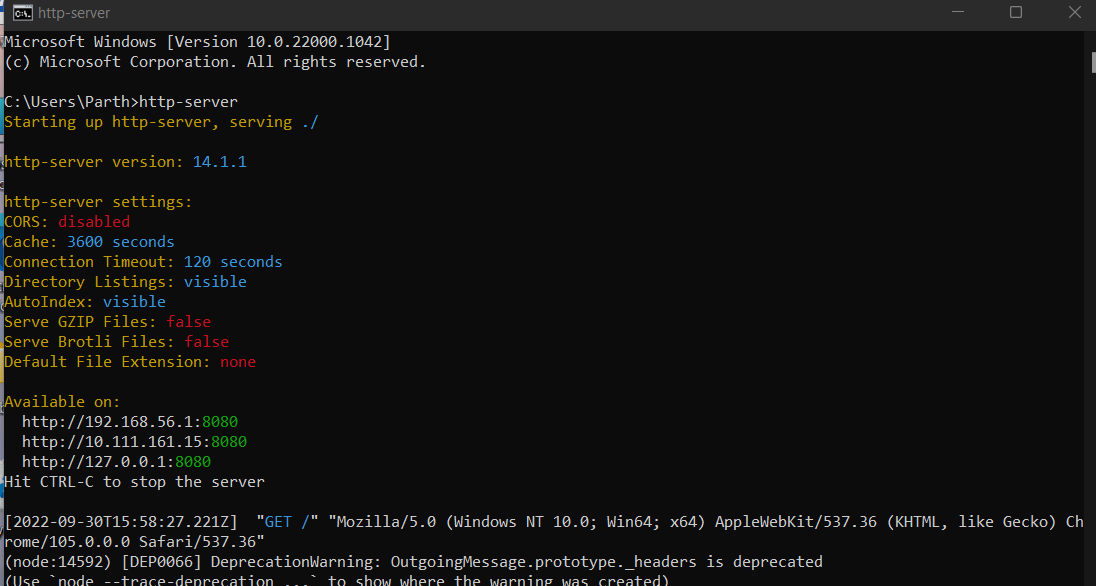 http-server
Microsoft Windows [Version 10.0.22000.1042]
(c) Microsoft Corporation. All rights reserved.
C:\Users\Parth>http-server
Starting up http-server, serving ./
http-server version: 14.1.1
http-server settings:
CORS: disabled
Cache: 3600 seconds
Connection Timeout: 120 seconds
Directory Listings: visible
AutoIndex: visible
Serve GZIP Files: false
Serve Brotli Files: false
Default File Extension: none
Available on:
http://192.168.56.1:8080
http://10.111.161.15:8080
http://127.0.0.1:8080
Hit CTRL-C to stop the server
[2022-09-30T15:58:27.221Z]  "GET /" "Mozilla/5.0 (Windows NT 10.0; Win64; x64) AppleWebKit/537.36 (KHTML, like Gecko) Ch
rome/105.0.0.0 Safari/537.36"
(node:14592) [DEP0066] DeprecationWarning: OutgoingMessage.prototype._headers is deprecated
(Use `node --trace-deprecation ...` to show where the warning was created)